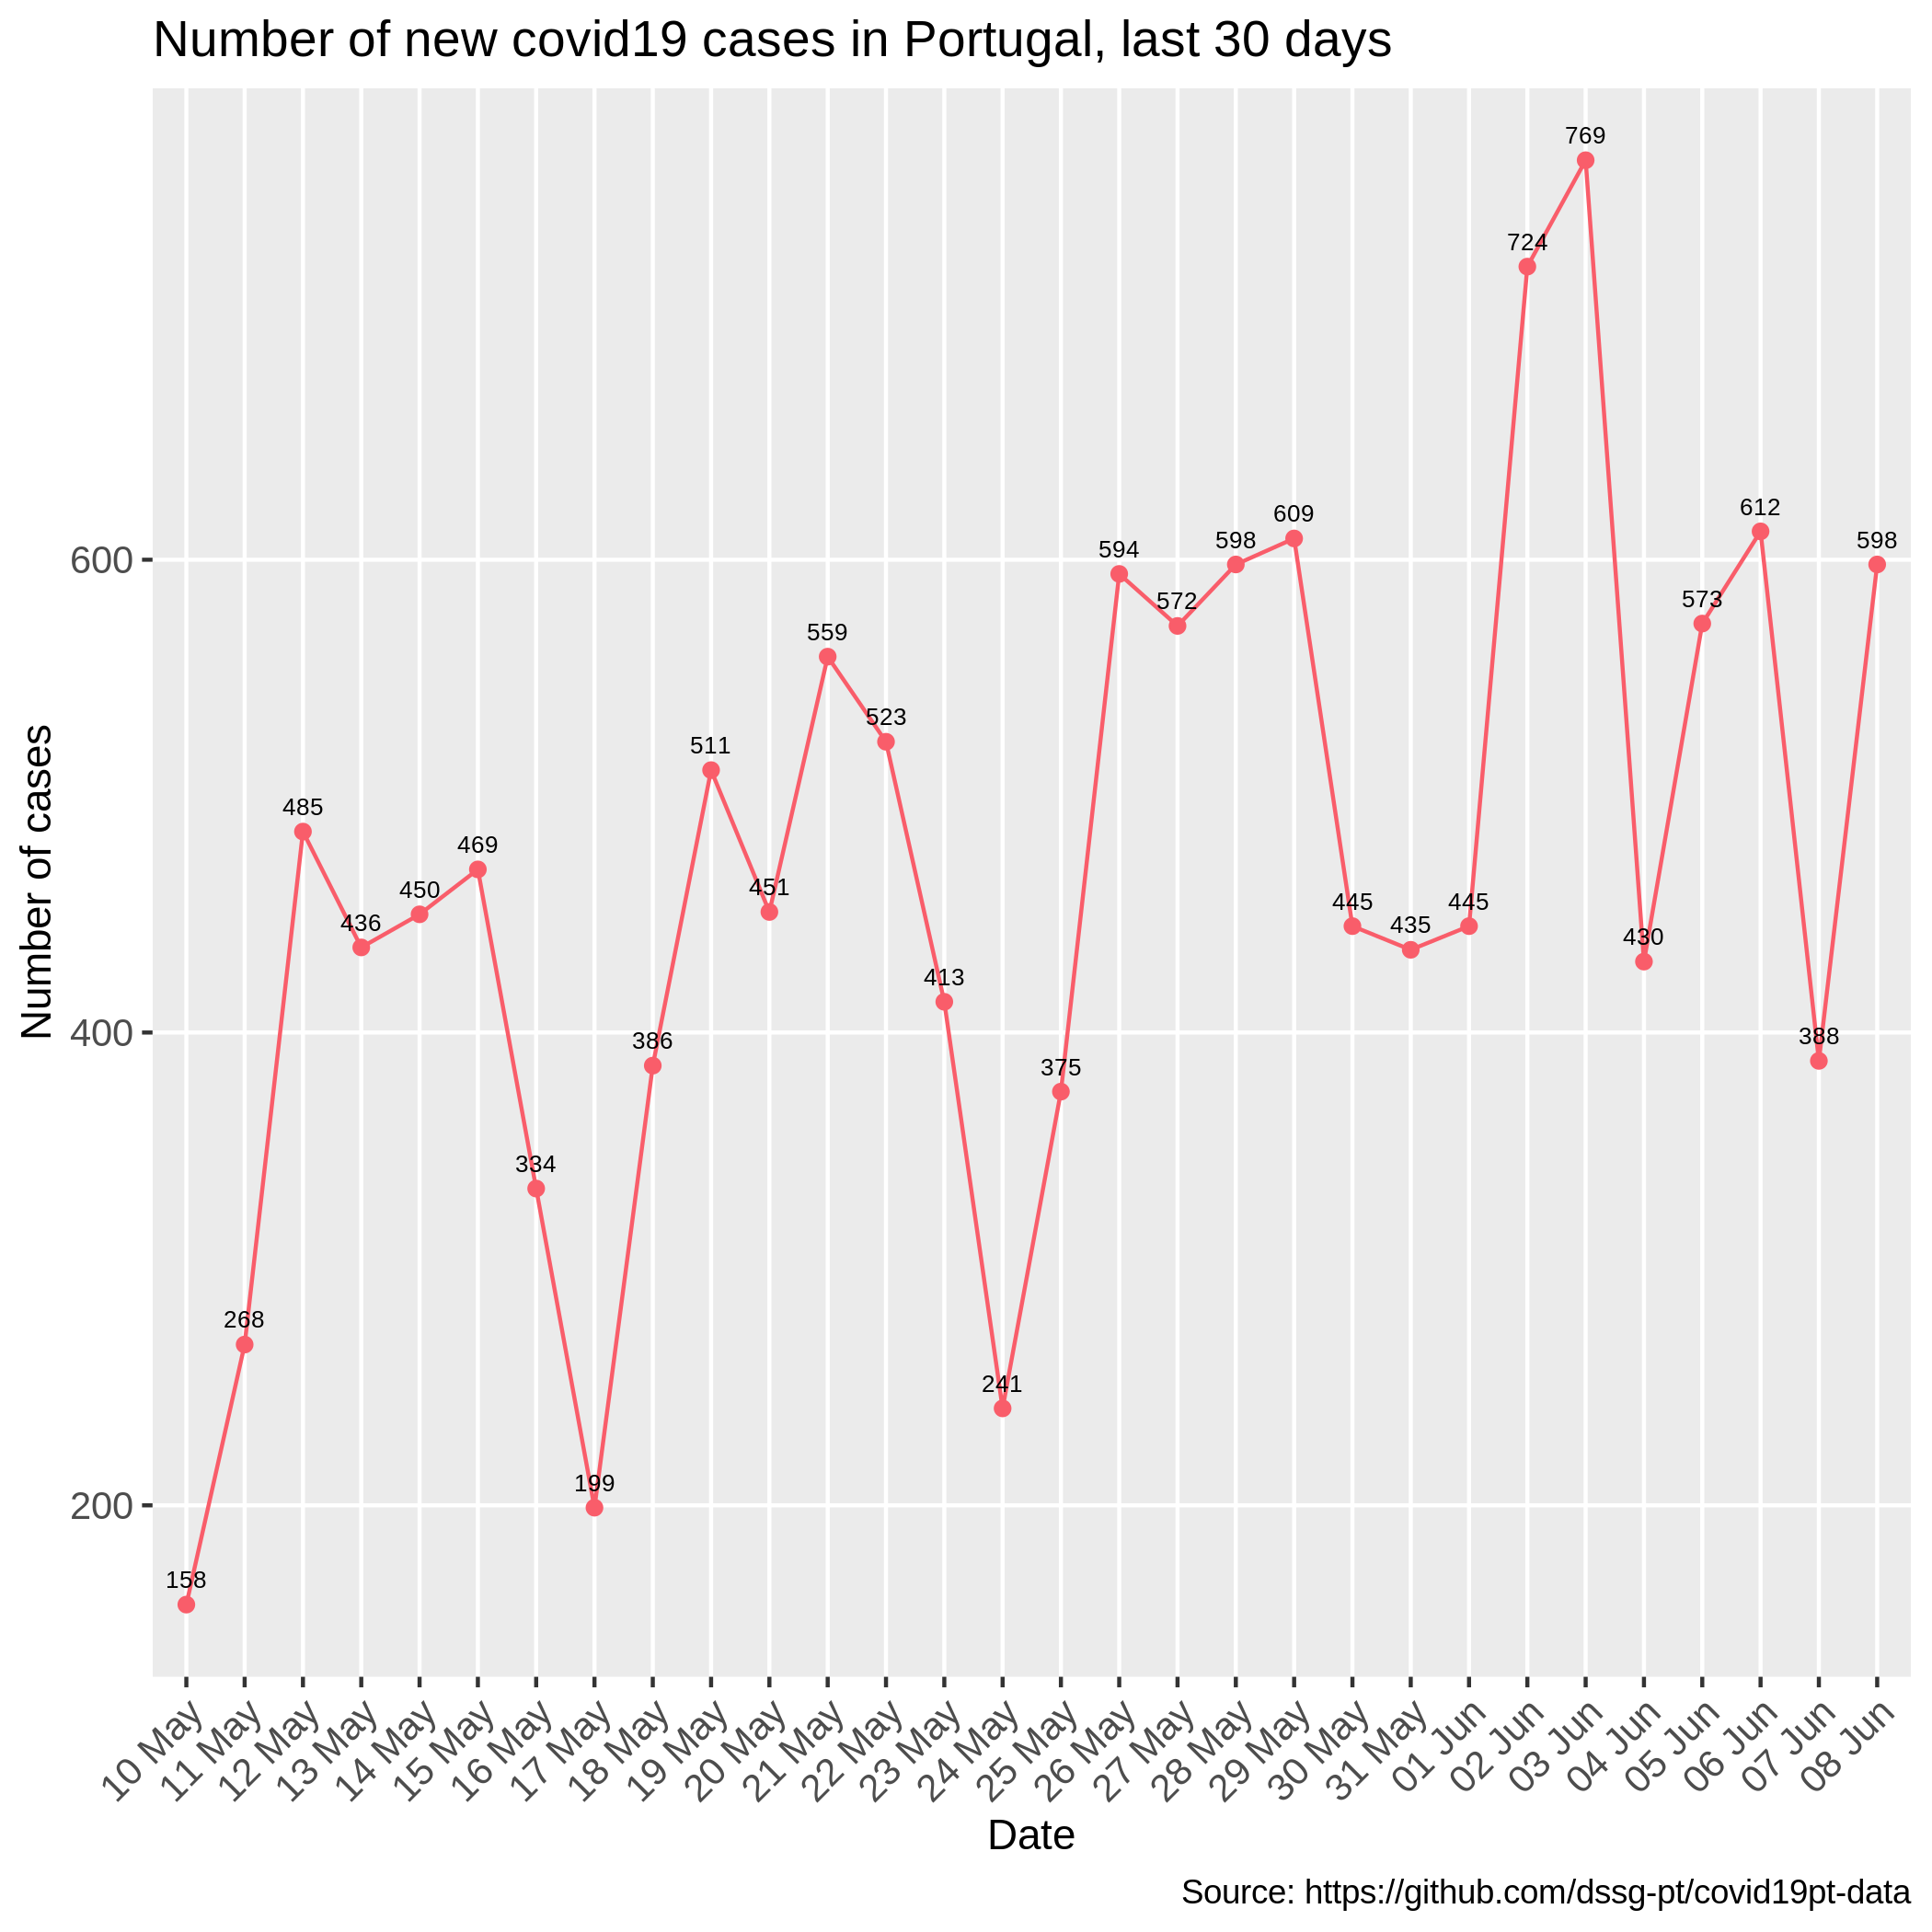 Number of new covid19 cases in Portugal, last 30 days
Number of cases
600
400
200
158
268
485
436
450
469
334
199
386
511
451
559
523
413
241
375
594
572
598
609
445
435
445
724
769
430
573
612
388
598
10 May
11 May
12 May
13 May
14 May
15 May
16 May
17 May
18 May
19 May
20 May
21 May
22 May
23 May
24 May
25 May
26 May
27 May
28 May
29 May
30 May
31 May
01 Jun
02 Jun
03 Jun
04 Jun
05 Jun
06 Jun
07 Jun
08 Jun
Date
Source: https://github.com/dssg-pt/covid19pt-data